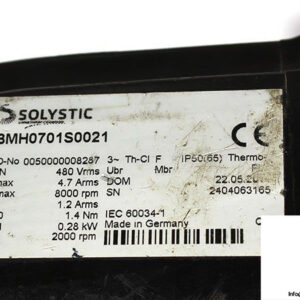 SOLYSTIC
BMH0701S0021
D-No 0050000008287 3~ Th-Cl F IP50(65) Thermo-
N 480 Vrms Ubr Mbr
max 4.7 Arms DOM 22.05.20
max 8000 rpm SN 2404063165
1.2 Arms
1.4 Nm IEC 60034-1
0.28 kW Made in Germany
2000 rpm
CE